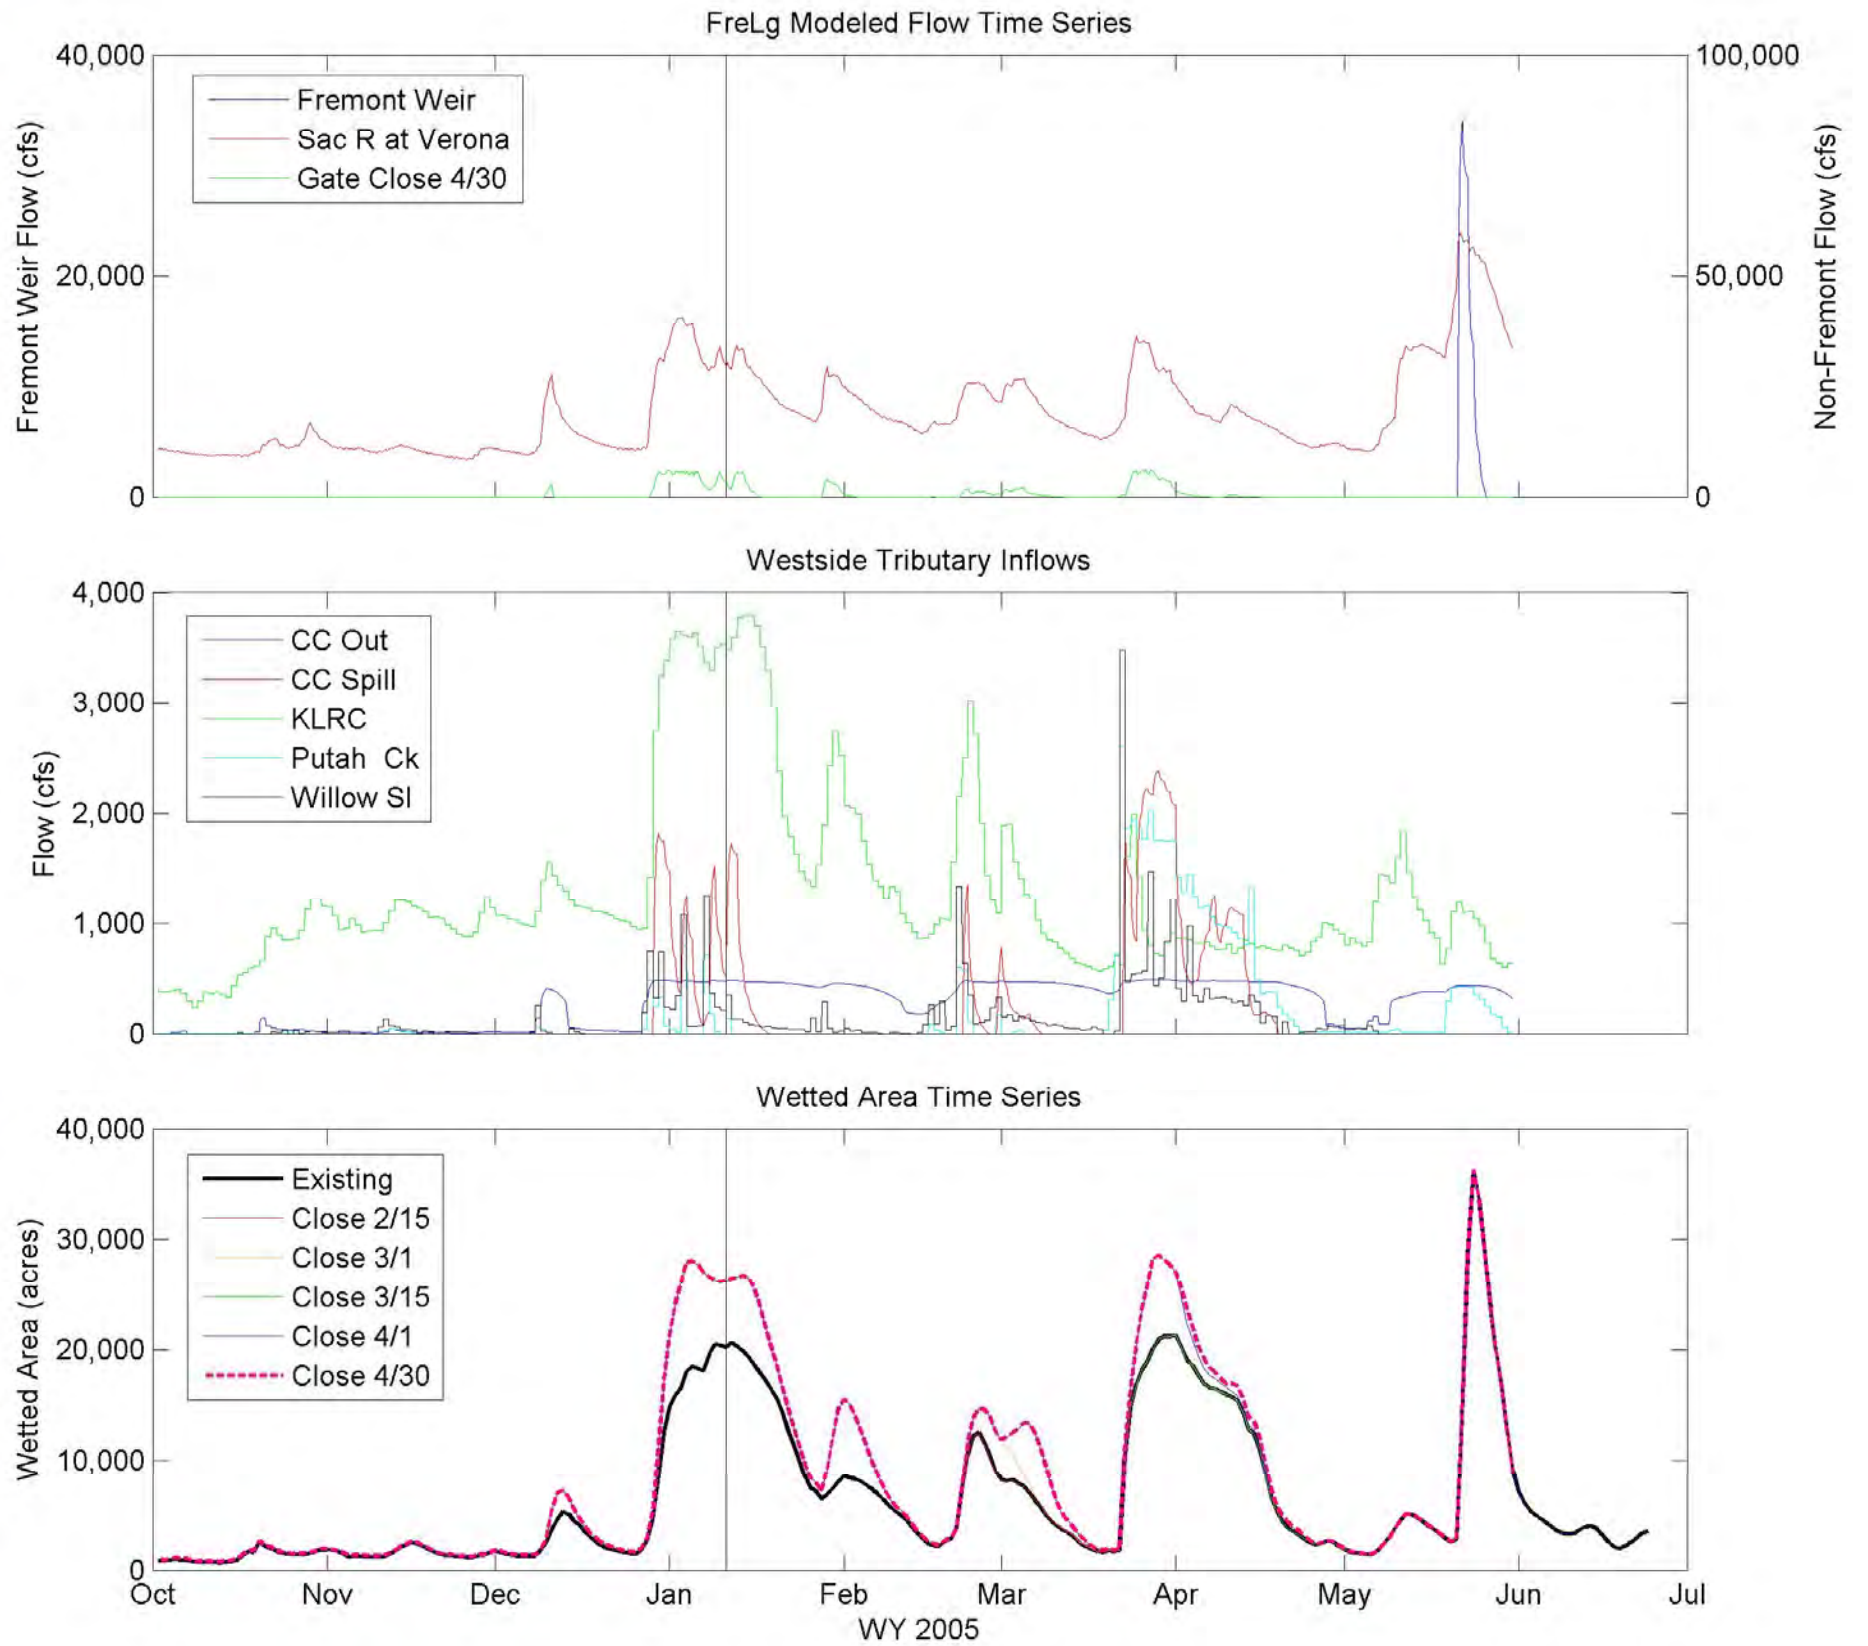 FreLg Modeled Flow Time Series
40,000
20,000
0
Fremont Weir Flow (cfs)
100,000
50,000
0
Non-Fremont Flow (cfs)
Fremont Weir
Sac R at Verona
Gate Close 4/30
Westside Tributary Inflows
4,000
3,000
2,000
1,000
0
Flow (cfs)
CC Out
CC Spill
KLRC
Putah Ck
Willow Sl
Wetted Area Time Series
40,000
30,000
20,000
10,000
0
Wetted Area (acres)
Existing
Close 2/15
Close 3/1
Close 3/15
Close 4/1
Close 4/30
Oct Nov Dec Jan Feb Mar Apr May Jun Jul
WY 2005